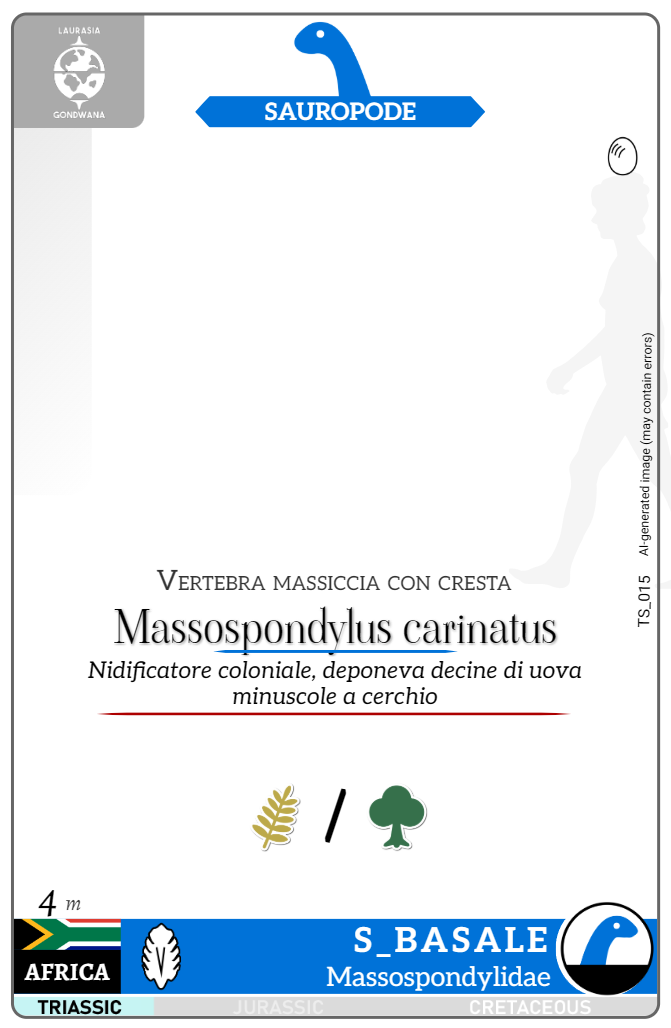 LAURASIA
GONDWANA
SAUROPODE
AI-generated image (may contain errors)
TS_015
VERTEBRA MASSICCIA CON CRESTA
Massospondylus carinatus
Nidificatore coloniale, deponeva decine di uova
minuscole a cerchio
/
4 m
AFRICA
S_BASALE
Massospondylidae
TRIASSIC
JURASSIC
CRETACEOUS